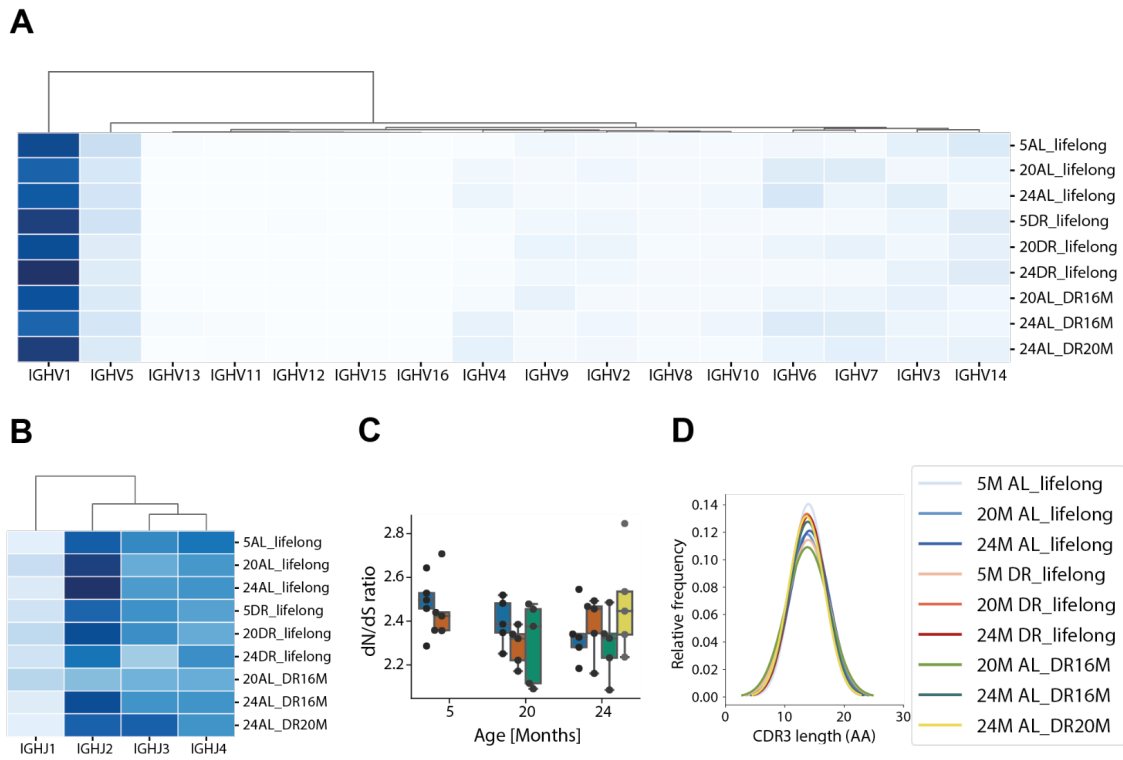 A
5AL_lifelong
20AL_lifelong
24AL_lifelong
5DR_lifelong
20DR_lifelong
24DR_lifelong
20AL_DR16M
24AL_DR16M
24AL_DR20M
IGHV1 IGHV5 IGHV13 IGHV11 IGHV12 IGHV15 IGHV16 IGHV4 IGHV9 IGHV2 IGHV8 IGHV10 IGHV6 IGHV7 IGHV3 IGHV14
B
5AL_lifelong
20AL_lifelong
24AL_lifelong
5DR_lifelong
20DR_lifelong
24DR_lifelong
20AL_DR16M
24AL_DR16M
24AL_DR20M
IGHJ1 IGHJ2 IGHJ3 IGHJ4
C
dN/dS ratio
2.8
2.6
2.4
2.2
5 20 24
Age [Months]
D
Relative frequency
0.14
0.12
0.10
0.08
0.06
0.04
0.02
0.00
0 10 20 30
CDR3 length (AA)
5M AL_lifelong
20M AL_lifelong
24M AL_lifelong
5M DR_lifelong
20M DR_lifelong
24M DR_lifelong
20M AL_DR16M
24M AL_DR16M
24M AL_DR20M